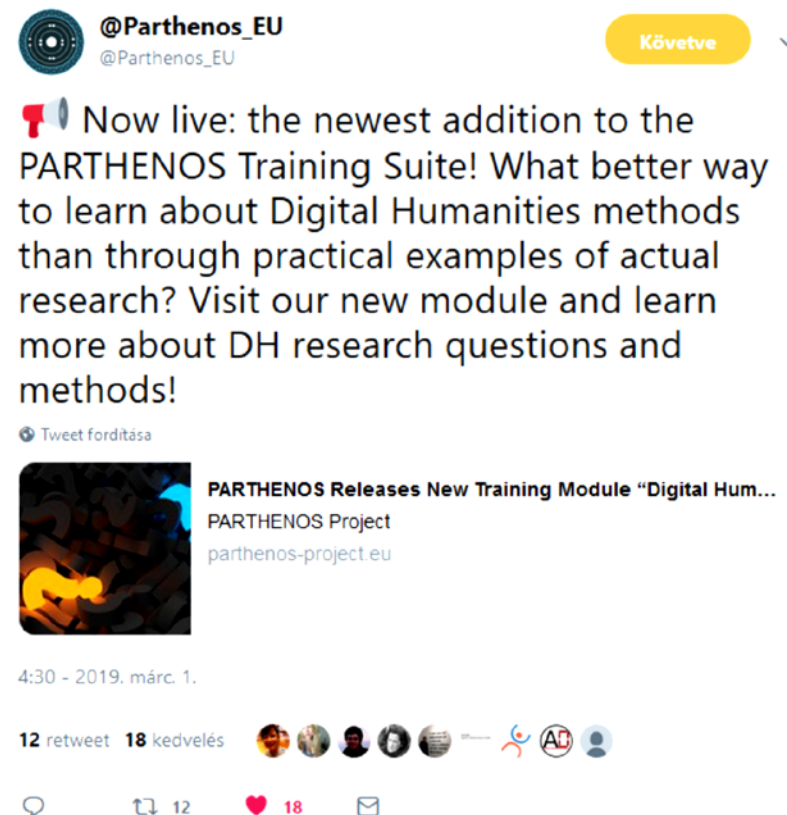 @Parthenos_EU
@Parthenos_EU
Követve
Now live: the newest addition to the
PARTHENOS Training Suite! What better way
to learn about Digital Humanities methods
than through practical examples of actual
research? Visit our new module and learn
more about DH research questions and
methods!
Tweet fordítása
PARTHENOS Releases New Training Module “Digital Hum...
PARTHENOS Project
parthenos-project.eu
4:30 - 2019. márc. 1.
12 retweet 18 kedvelés
12 18